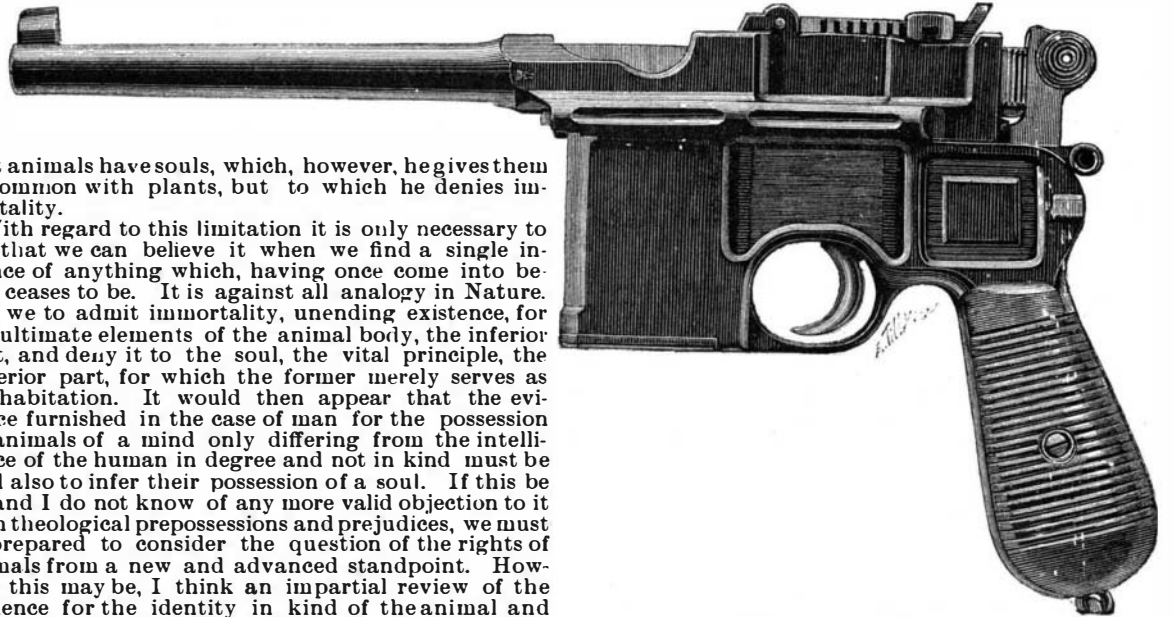 animals have souls, which, however, he gives them
ommon with plants, but to which he denies im-
tality.
ith regard to this limitation it is only necessary to
that we can believe it when we find a single in-
ce of anything which, having once come into be-
ceases to be. It is against all analogy in Nature.
we to admit immortality, unending existence, for
ultimate elements of the animal body, the inferior
t, and deny it to the soul, the vital principle, the
erior part, for which the former merely serves as
habitation. It would then appear that the evi-
ce furnished in the case of man for the possession
animals of a mind only differing from the intelli-
ce of the human in degree and not in kind must be
l also to infer their possession of a soul. If this be
and I do not know of any more valid objection to it
n theological prepossessions and prejudices, we must
prepared to consider the question of the rights of
mals from a new and advanced standpoint. How-
this may be, I think an impartial review of the
ence for the identity in kind of the animal and